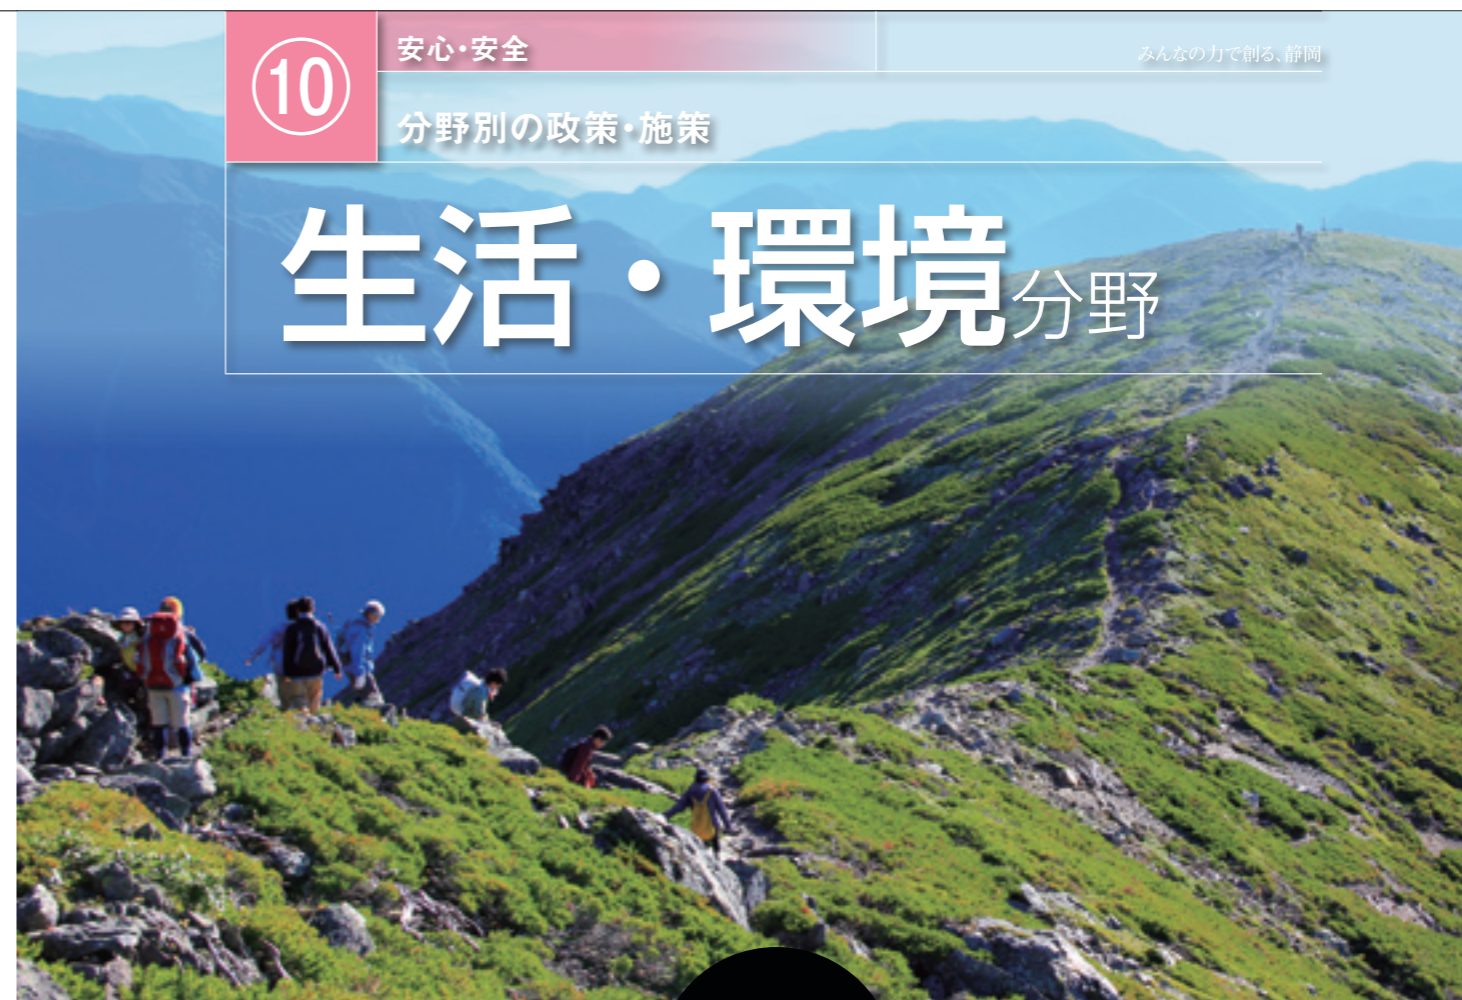 ⑩
安心・安全
みんなの力で創る、静岡
分野別の政策・施策
生活・環境分野